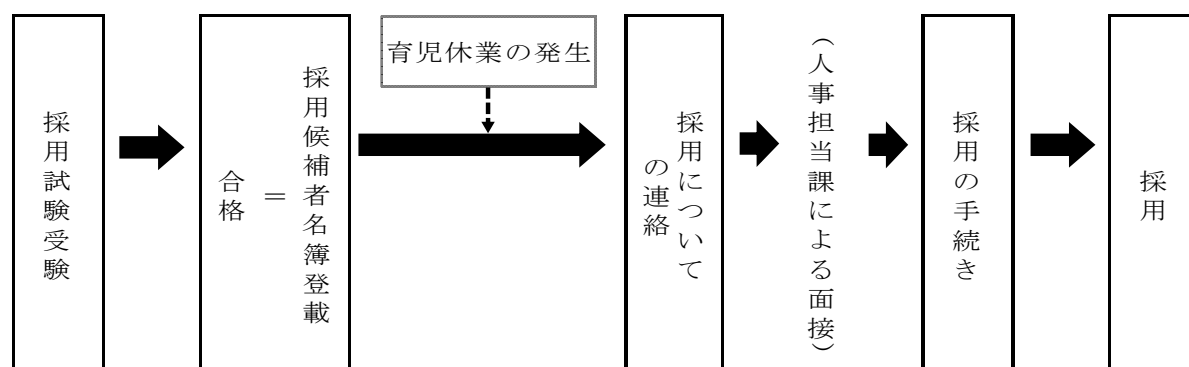 採用試験受験
合格
＝
採用候補者名簿登載
育児休業の発生
採用について
の連絡
（人事担当課による面接）
採用の手続き
採用